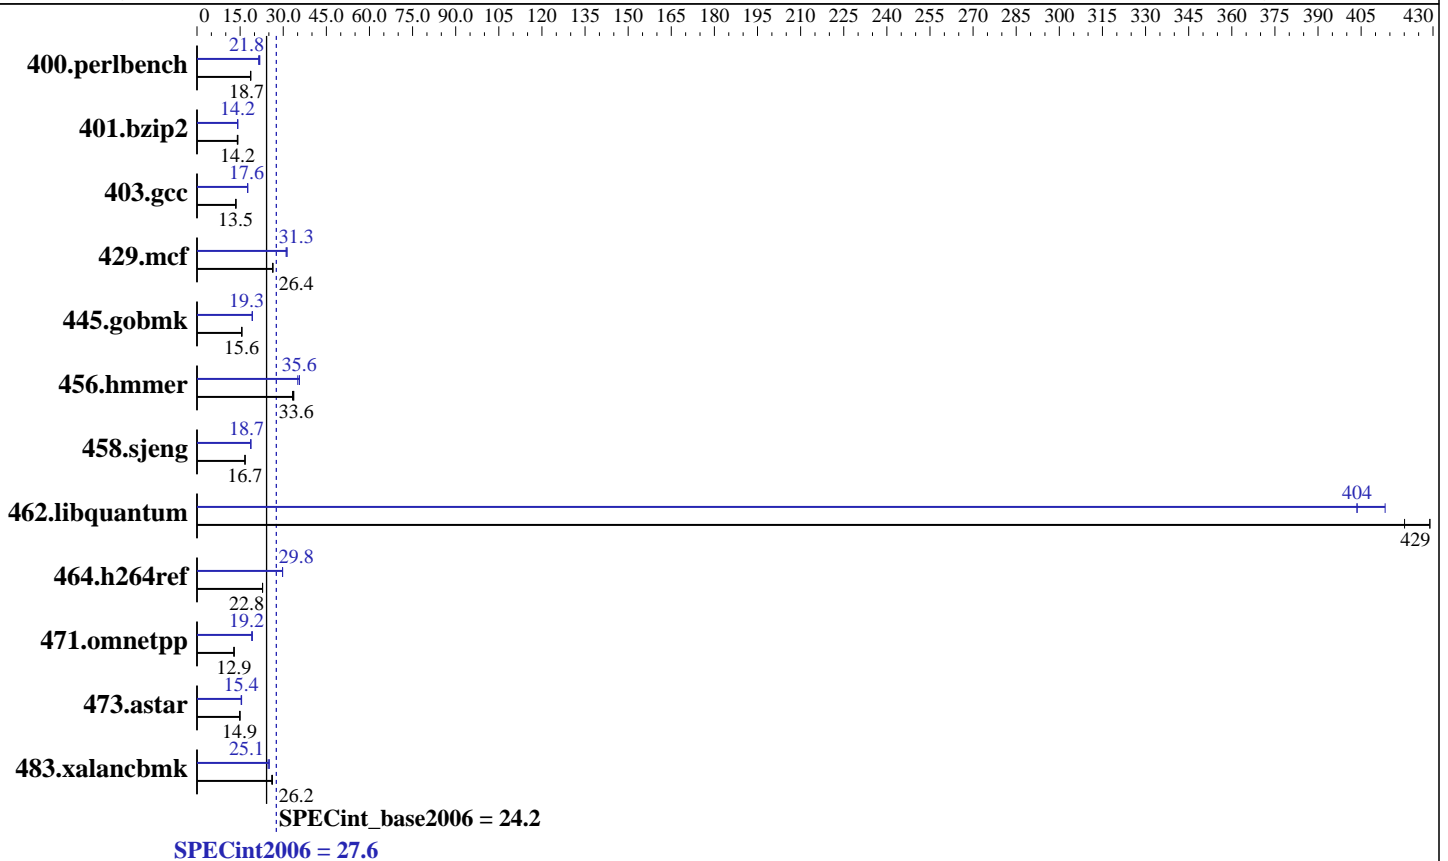 0 15.0 30.0 45.0 60.0 75.0 90.0 105 120 135 150 165 180 195 210 225 240 255 270 285 300 315 330 345 360 375 390 405 430
21.8
400.perlbench
18.7
14.2
401.bzip2
14.2
17.6
403.gcc
13.5
31.3
429.mcf
26.4
19.3
445.gobmk
15.6
35.6
456.hmmer
33.6
18.7
458.sjeng
16.7
404
462.libquantum
429
29.8
464.h264ref
22.8
19.2
471.omnetpp
12.9
15.4
473.astar
14.9
25.1
483.xalancbmk
26.2
SPECint_base2006 = 24.2
SPECint2006 = 27.6